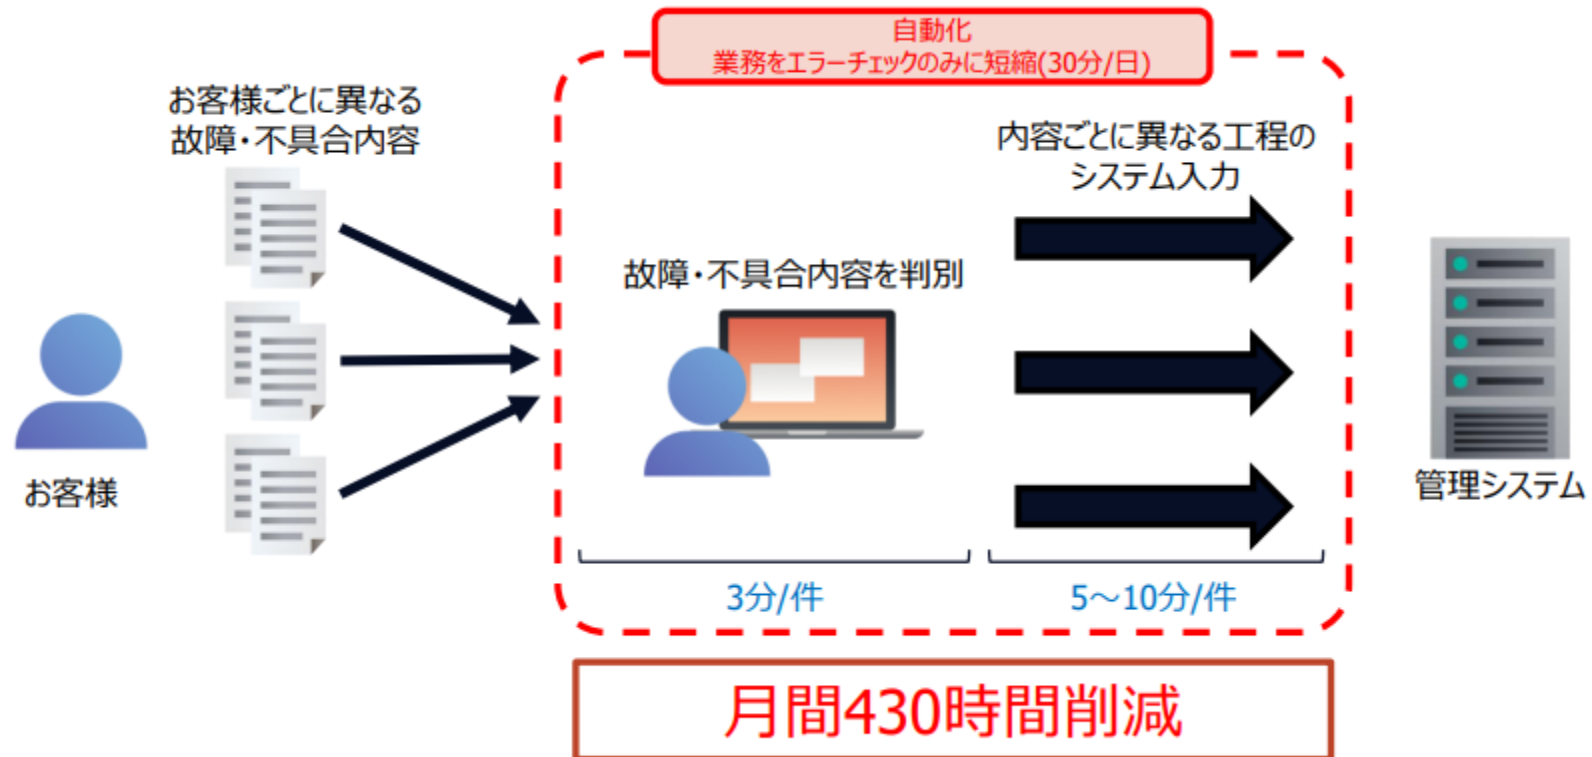 自動化
業務をエラーチェックのみに短縮(30分/日)
お客様ごとに異なる
故障・不具合内容
内容ごとに異なる工程の
システム入力
故障・不具合内容を判別
お客様
管理システム
3分/件
5～10分/件
月間430時間削減